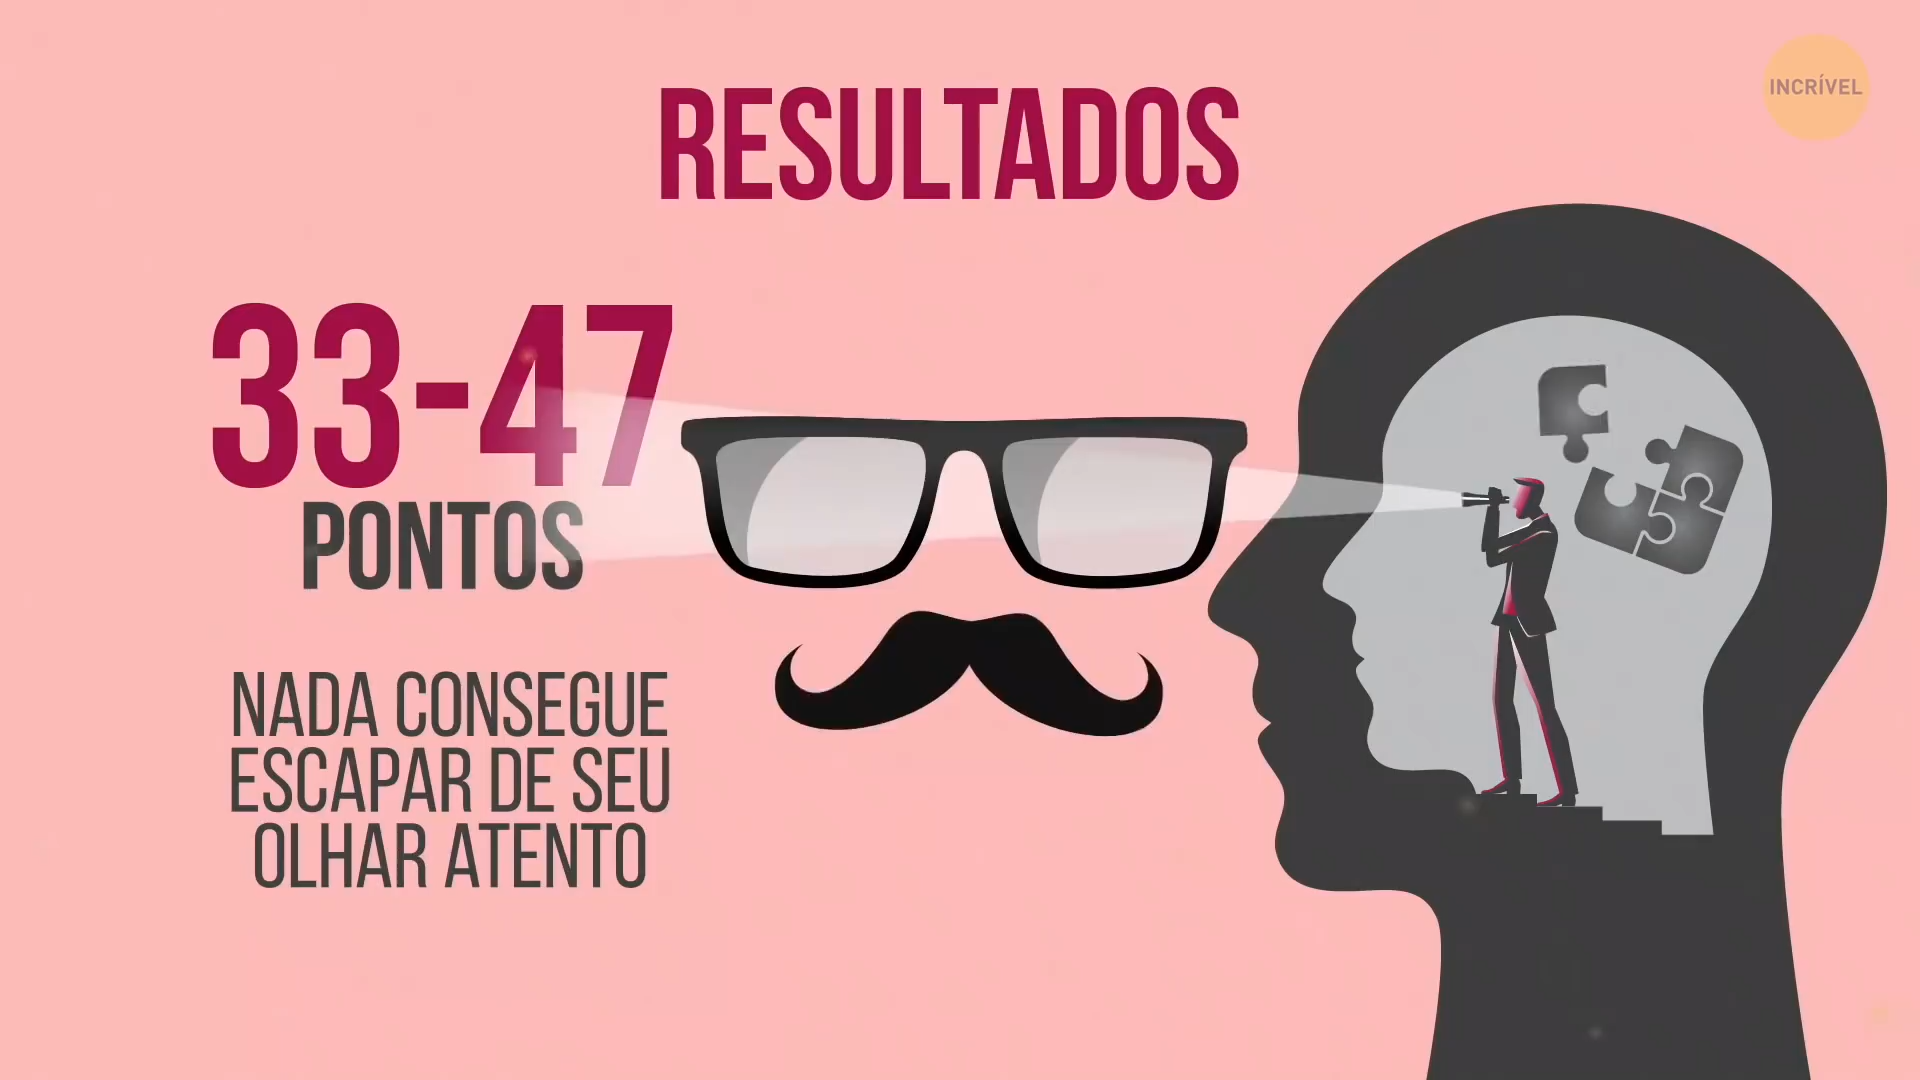 INCRÍVEL
RESULTADOS
33-47
PONTOS
NADA CONSEGUE
ESCAPAR DE SEU
OLHAR ATENTO